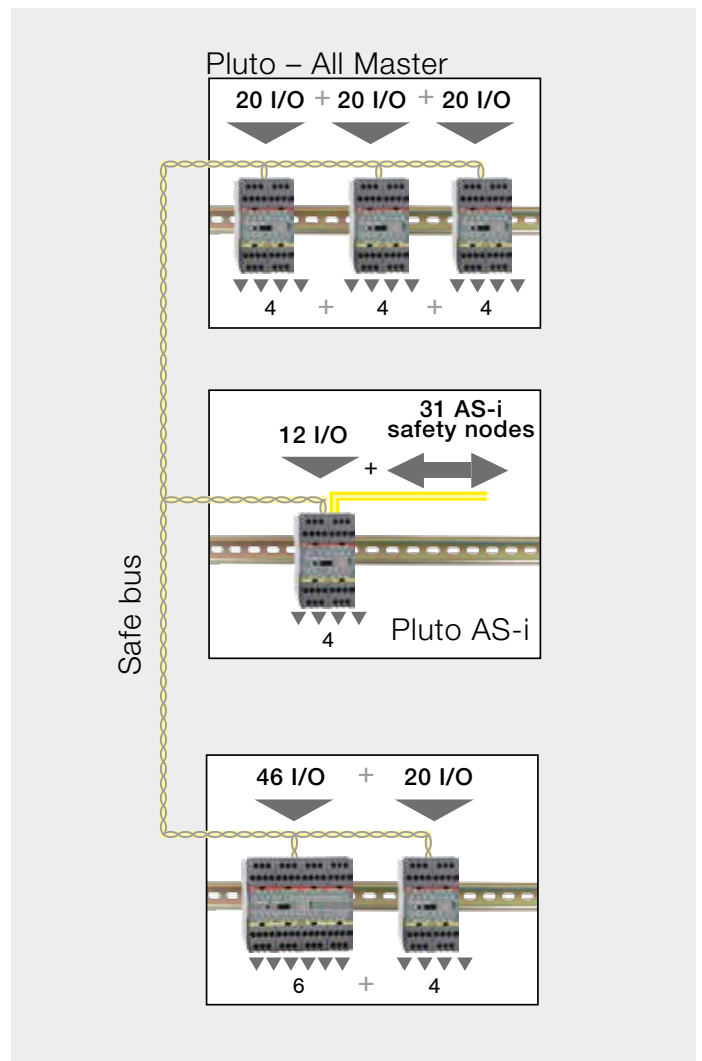 Pluto – All Master
20 I/O + 20 I/O + 20 I/O
4 + 4 + 4
31 AS-i
safety nodes
12 I/O +
4
Pluto AS-i
Safe bus
46 I/O + 20 I/O
6 + 4